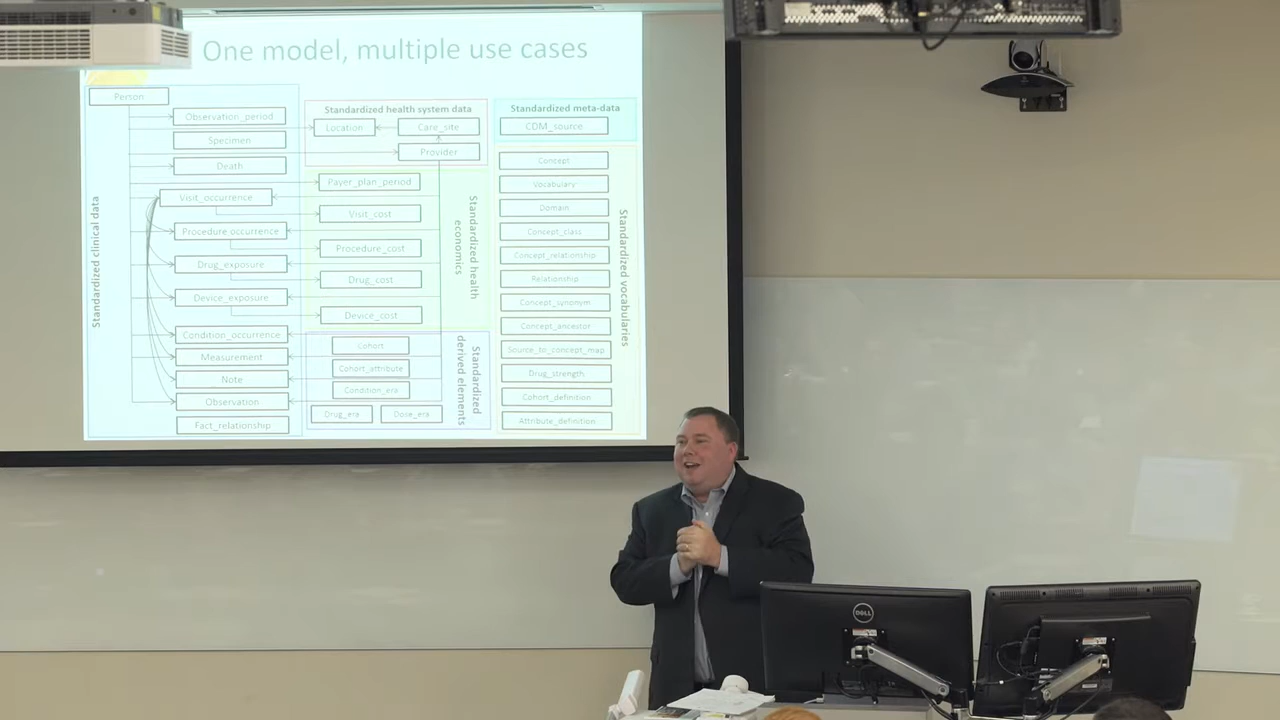 One model, multiple use cases
Person
Observation_period
Specimen
Death
Visit_occurrence
Procedure occurrence
Drug_exposure
Device_exposure
Condition_occurrence
Measurement
Note
Observation
Fact_relationship
Standardized clinical data
Standardized health system data
Location
Care_site
Provider
Payer_plan_period
Visit_cost
Procedure_cost
Drug_cost
Device_cost
Standardized health
economics
Cohort
Cohort_attribute
Condition_era
Drug_era
Dose_era
Standardized
derived elements
Standardized meta-data
CDM_source
Concept
Vocabulary
Domain
Concept_class
Concept_relationship
Relationship
Concept_synonym
Concept_ancestor
Source_to_concept_map
Drug_strength
Cohort_definition
Attribute_definition
Standardized vocabularies
DELL